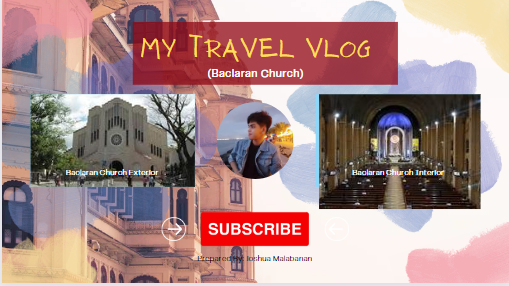 MY TRAVEL VLOG
(Baclaran Church)
Baclaran Church Exterior
Baclaran Church Interior
SUBSCRIBE
Prepared By: Joshua Malabanan